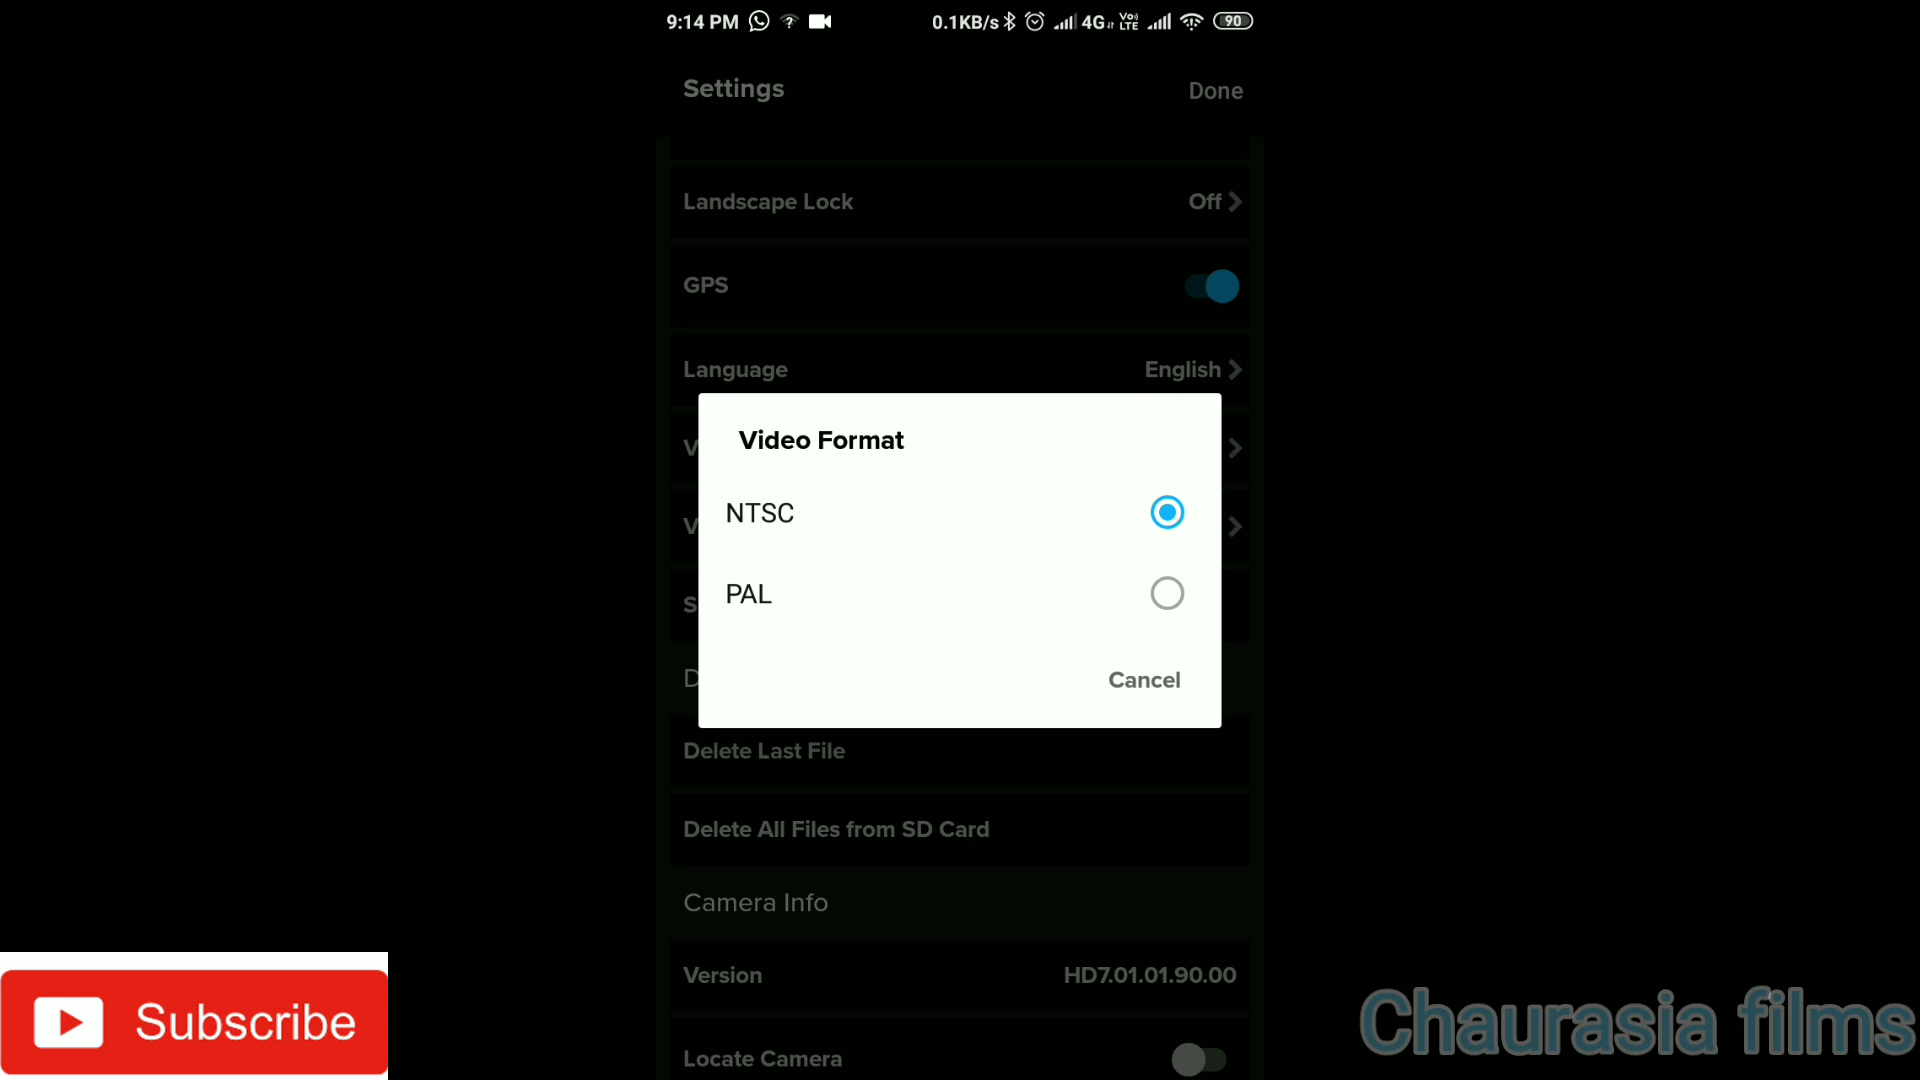 9:14 PM
0.1KB/s 4G Vo) LTE 90
Settings
Done
Landscape Lock
Off
GPS
Language
English
V
V
S
D
Video Format
NTSC
PAL
Cancel
Delete Last File
Delete All Files from SD Card
Camera Info
Version
HD7.01.01.90.00
Locate Camera
Subscribe
Chaurasia films